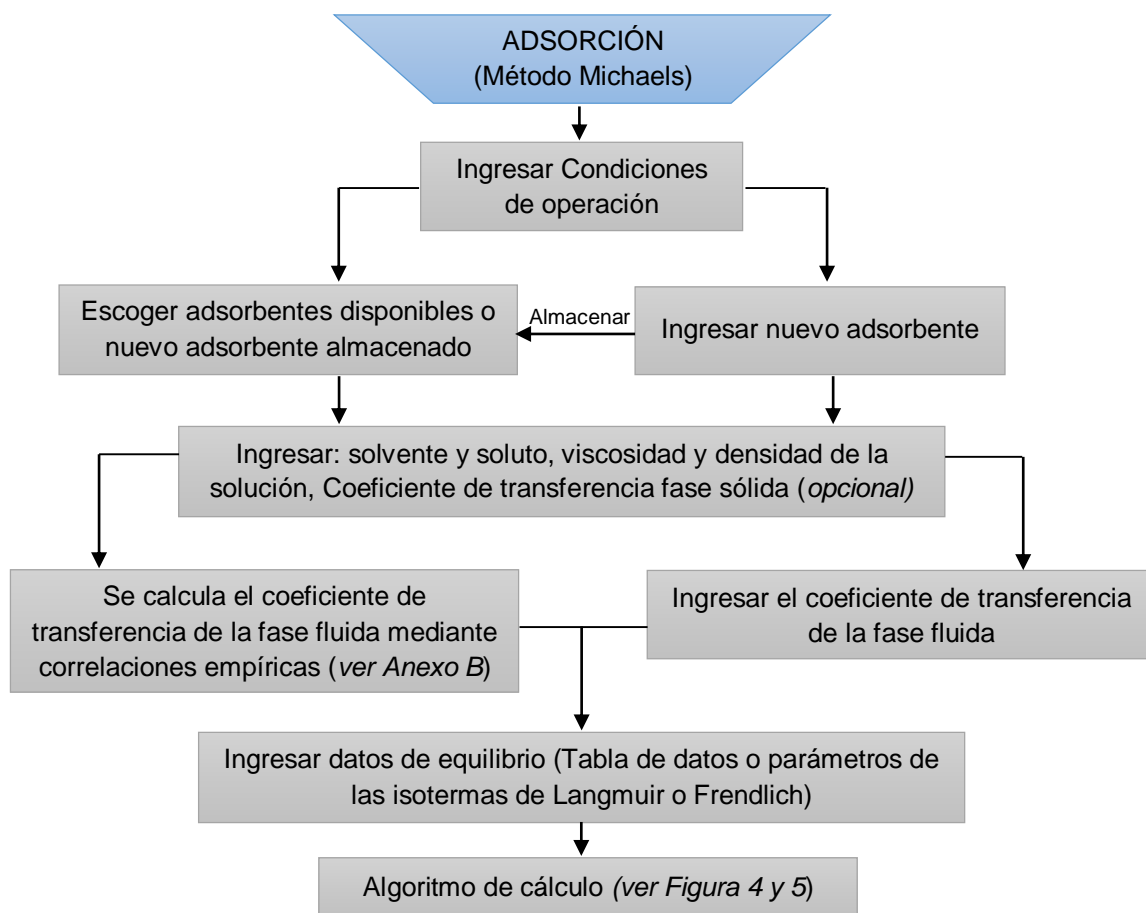 ADSORCIÓN
(Método Michaels)
Ingresar Condiciones
de operación
Escoger adsorbentes disponibles o
nuevo adsorbente almacenado
Almacenar
Ingresar nuevo adsorbente
Ingresar: solvente y soluto, viscosidad y densidad de la
solución, Coeficiente de transferencia fase sólida (opcional)
Se calcula el coeficiente de
transferencia de la fase fluida mediante
correlaciones empíricas (ver Anexo B)
Ingresar el coeficiente de transferencia
de la fase fluida
Ingresar datos de equilibrio (Tabla de datos o parámetros de
las isotermas de Langmuir o Frendlich)
Algoritmo de cálculo (ver Figura 4 y 5)